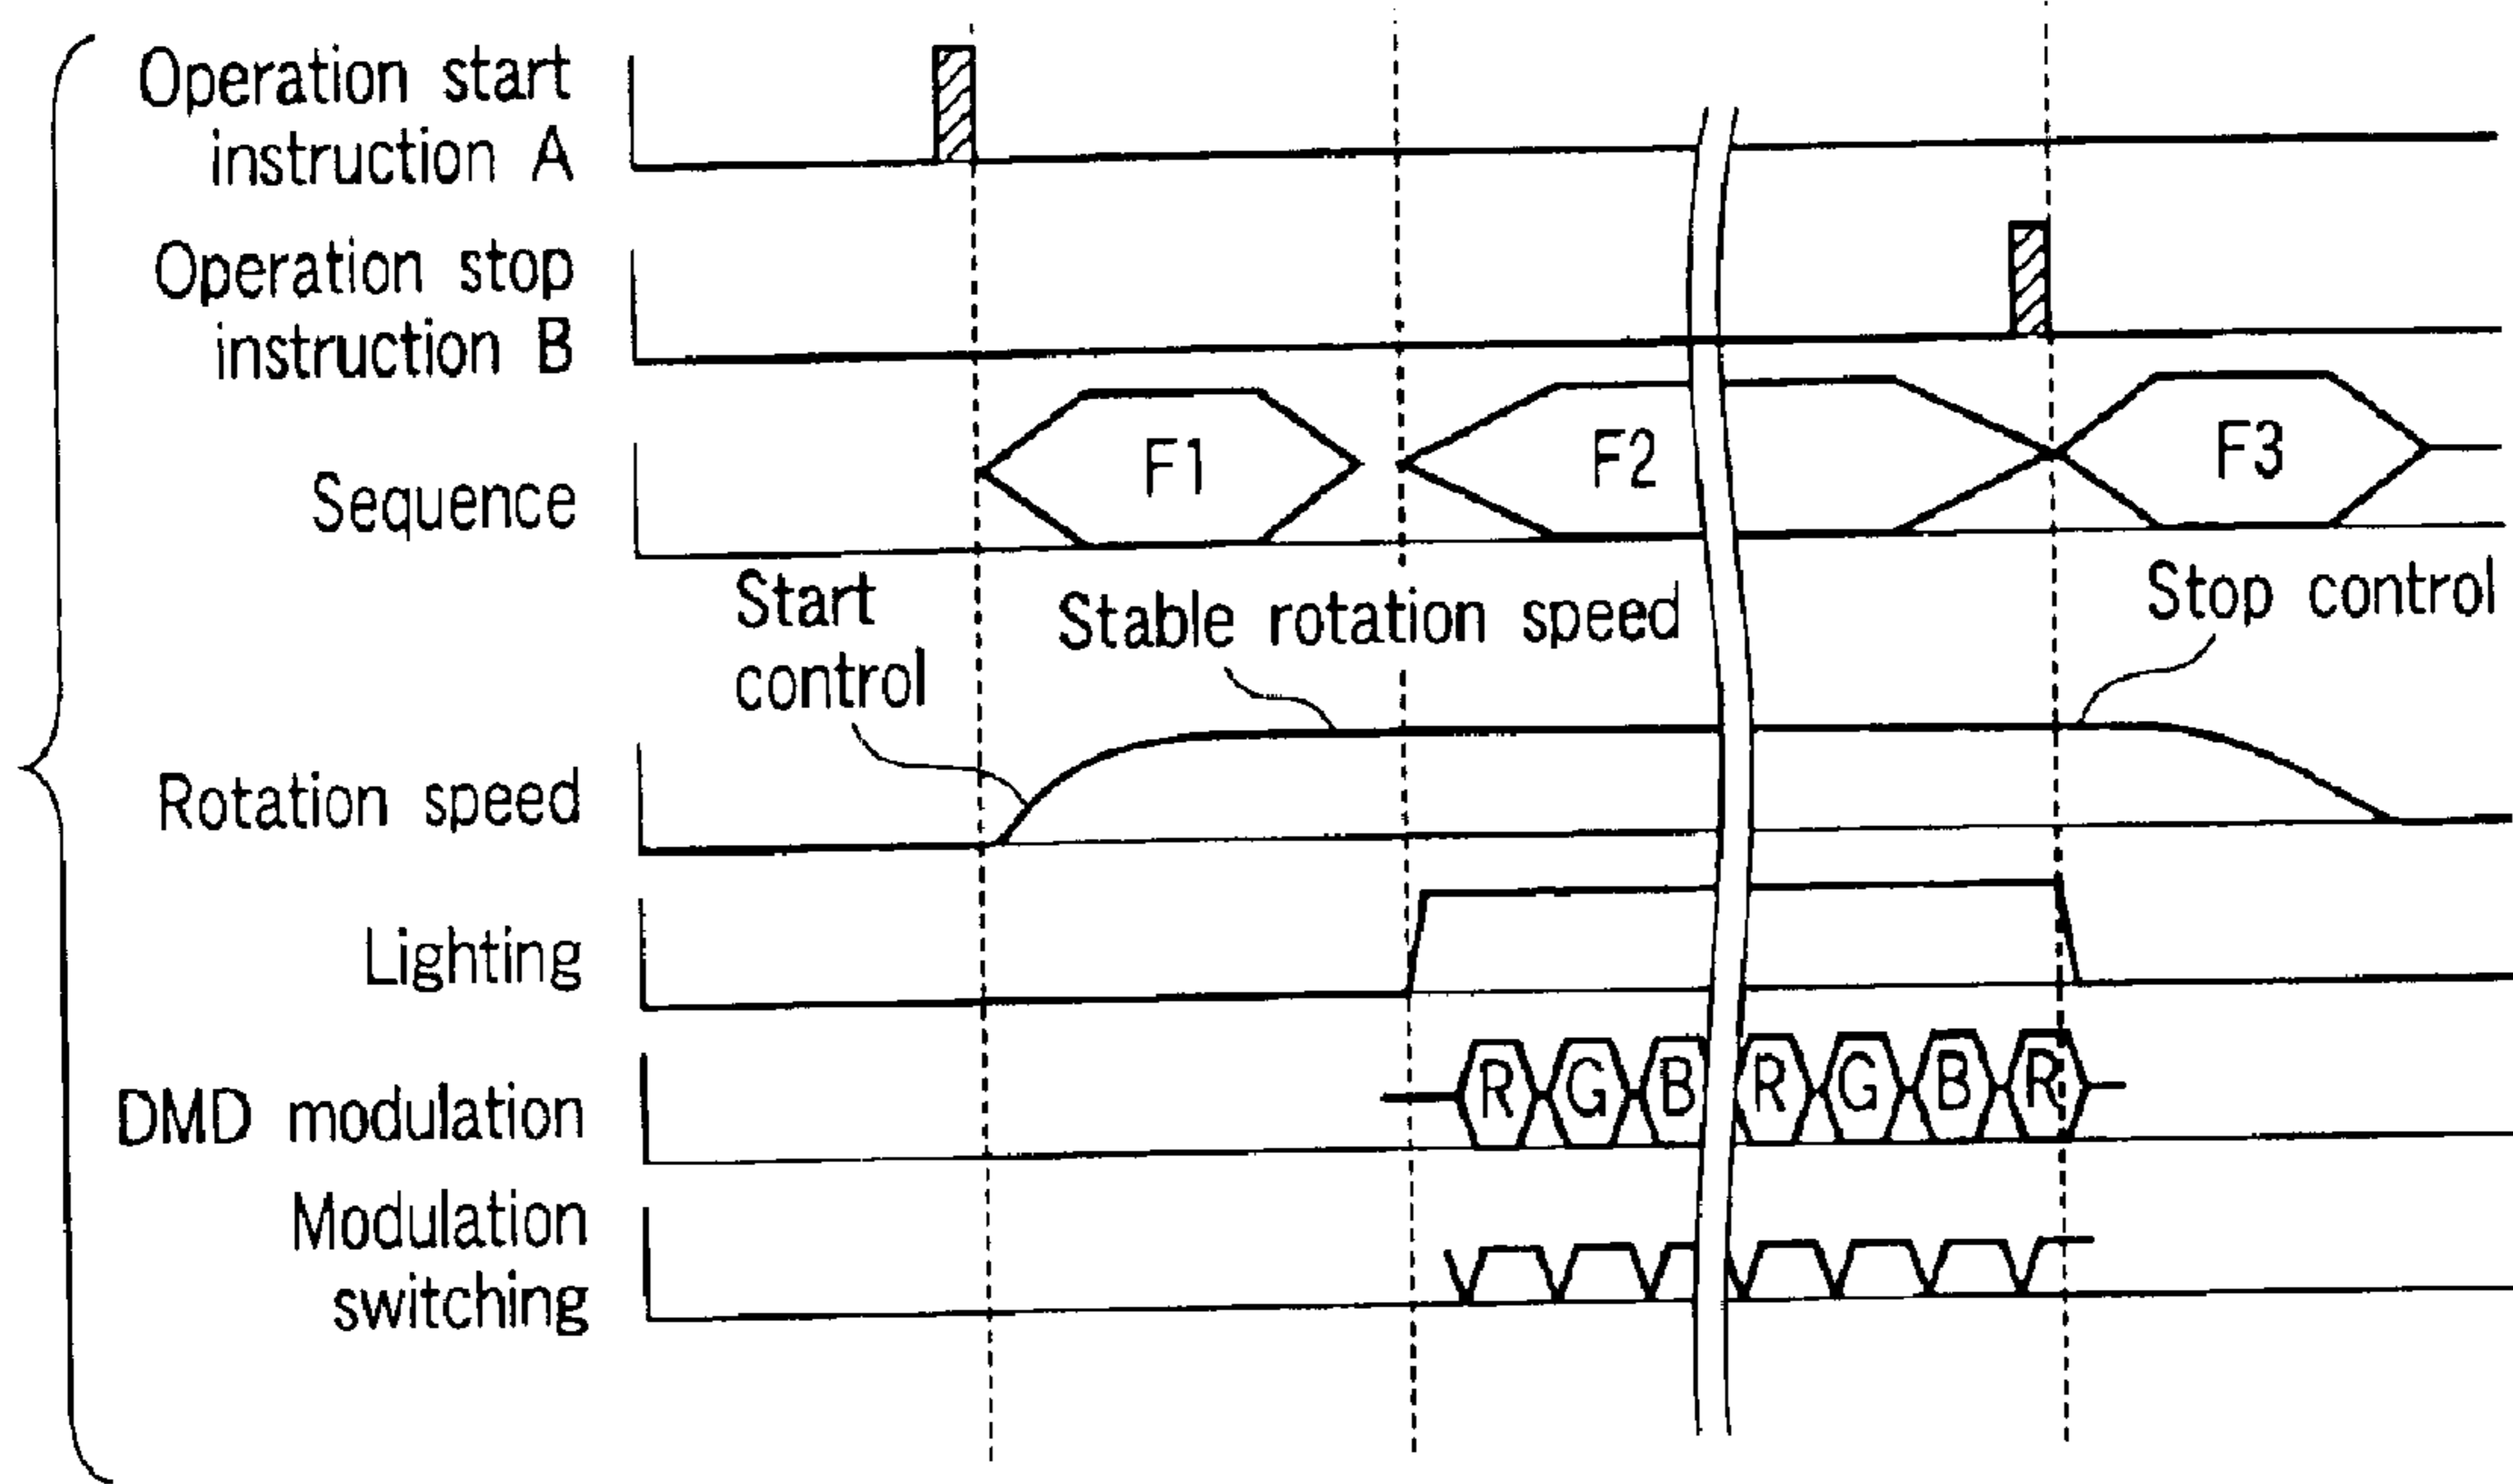 Operation start
instruction A
Operation stop
instruction B
Sequence
F1
F2
F3
Start
control
Stable rotation speed
Stop control
Rotation speed
Lighting
DMD modulation
R G B R G B R
Modulation
switching